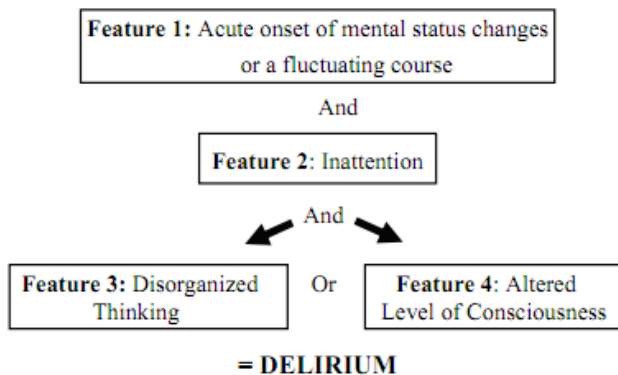 Feature 1: Acute onset of mental status changes
or a fluctuating course
And
Feature 2: Inattention
And
Feature 3: Disorganized
Thinking
Or
Feature 4: Altered
Level of Consciousness
= DELIRIUM